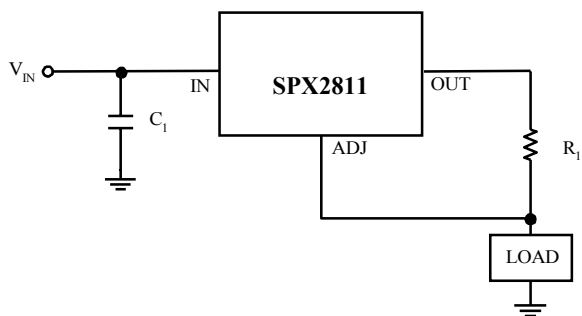 V_IN
IN
SPX2811
OUT
C_1
ADJ
R_1
LOAD